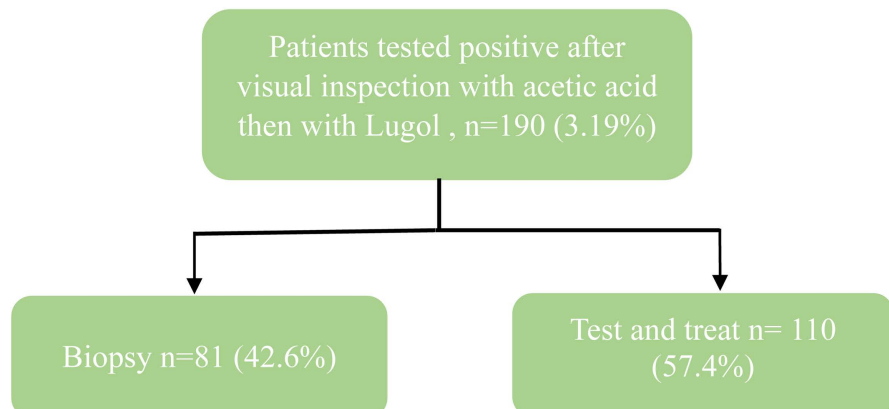 Patients tested positive after
visual inspection with acetic acid
then with Lugol , n=190 (3.19%)
Biopsy n=81 (42.6%)
Test and treat n= 110
(57.4%)